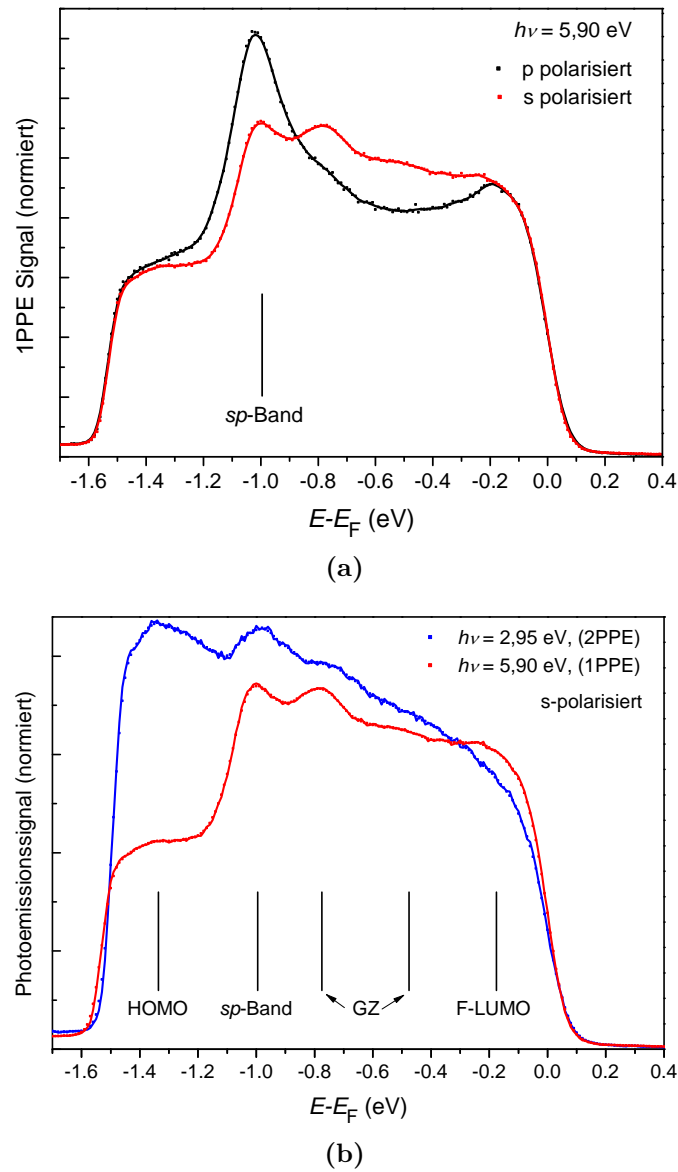 hν = 5,90 eV
p polarisiert
s polarisiert
1PPE Signal (normiert)
sp-Band
-1.6 -1.4 -1.2 -1.0 -0.8 -0.6 -0.4 -0.2 0.0 0.2 0.4
E-E_F (eV)
(a)
hν = 2,95 eV, (2PPE)
hν = 5,90 eV, (1PPE)
s-polarisiert
Photoemissionssignal (normiert)
HOMO sp-Band GZ F-LUMO
-1.6 -1.4 -1.2 -1.0 -0.8 -0.6 -0.4 -0.2 0.0 0.2 0.4
E-E_F (eV)
(b)